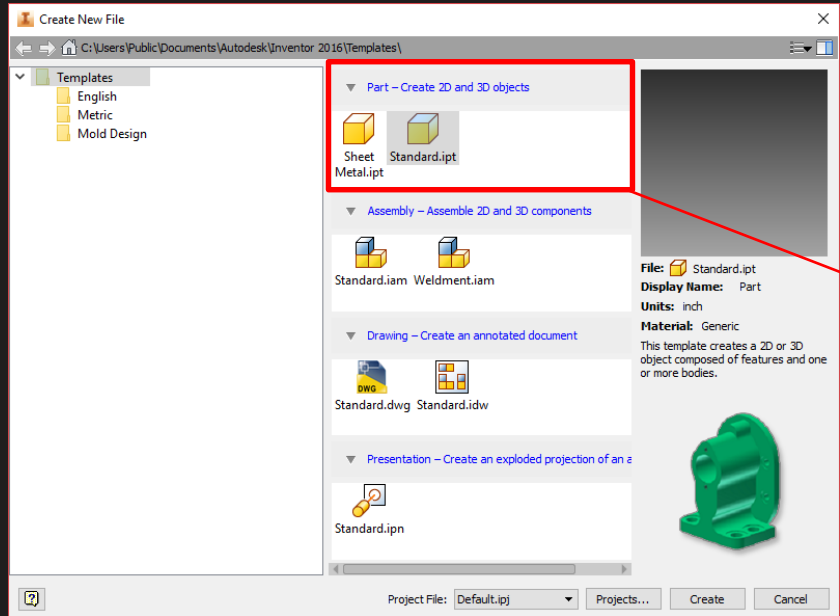 Create New File
C:\Users\Public\Documents\Autodesk\Inventor 2016\Templates\
Templates
English
Metric
Mold Design
Part – Create 2D and 3D objects
Sheet
Metal.ipt
Standard.ipt
Assembly – Assemble 2D and 3D components
Standard.iam
Weldment.iam
Drawing – Create an annotated document
DWG
Standard.dwg
Standard.idw
Presentation – Create an exploded projection of an a
Standard.ipn
File: Standard.ipt
Display Name: Part
Units: inch
Material: Generic
This template creates a 2D or 3D
object composed of features and one
or more bodies.
Project File: Default.ipj
Projects...
Create
Cancel